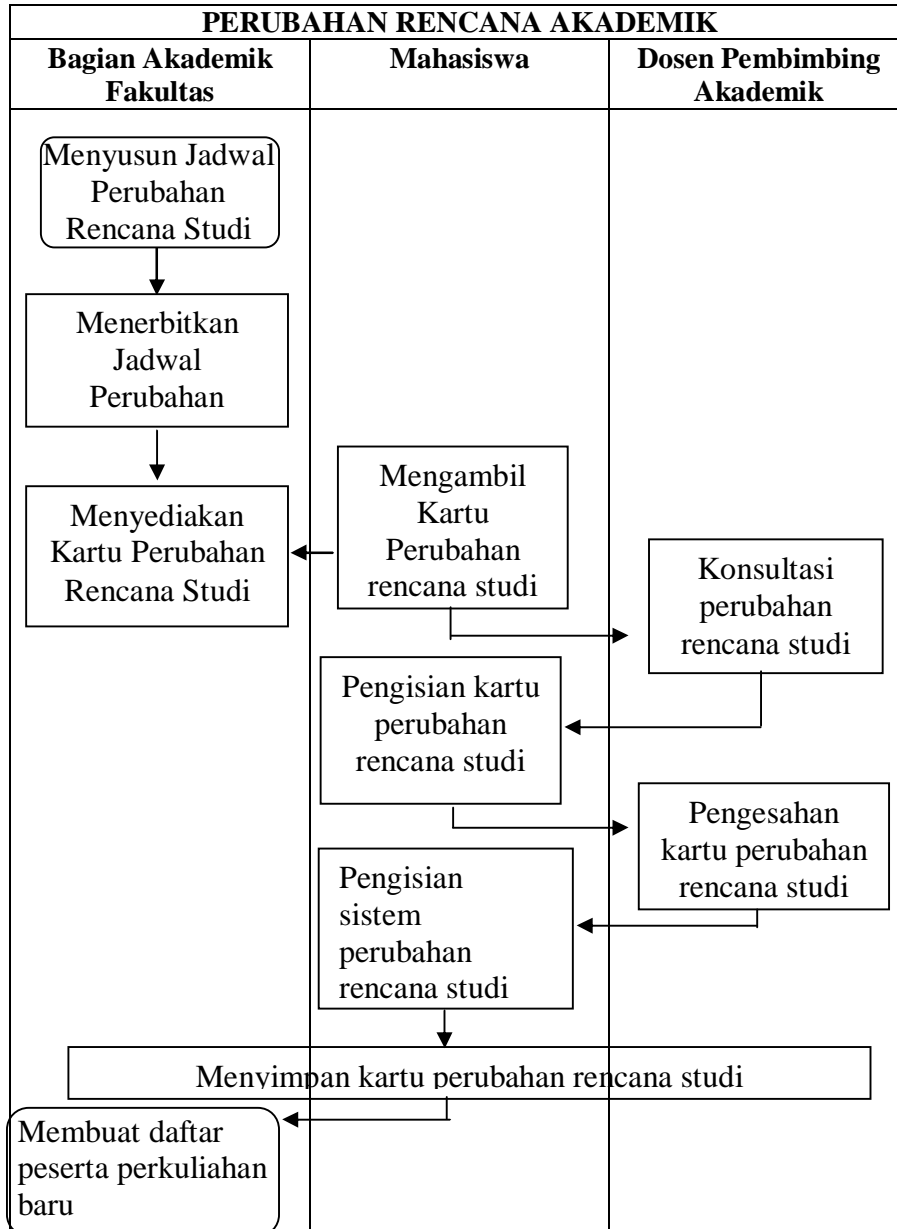 PERUBAHAN RENCANA AKADEMIK
Bagian Akademik
Fakultas
Mahasiswa
Dosen Pembimbing
Akademik
Menyusun Jadwal
Perubahan
Rencana Studi
Menerbitkan
Jadwal
Perubahan
Menyediakan
Kartu Perubahan
Rencana Studi
Mengambil
Kartu
Perubahan
rencana studi
Konsultasi
perubahan
rencana studi
Pengisian kartu
perubahan
rencana studi
Pengesahan
kartu perubahan
rencana studi
Pengisian
sistem
perubahan
rencana studi
Menyimpan kartu perubahan rencana studi
Membuat daftar
peserta perkuliahan
baru